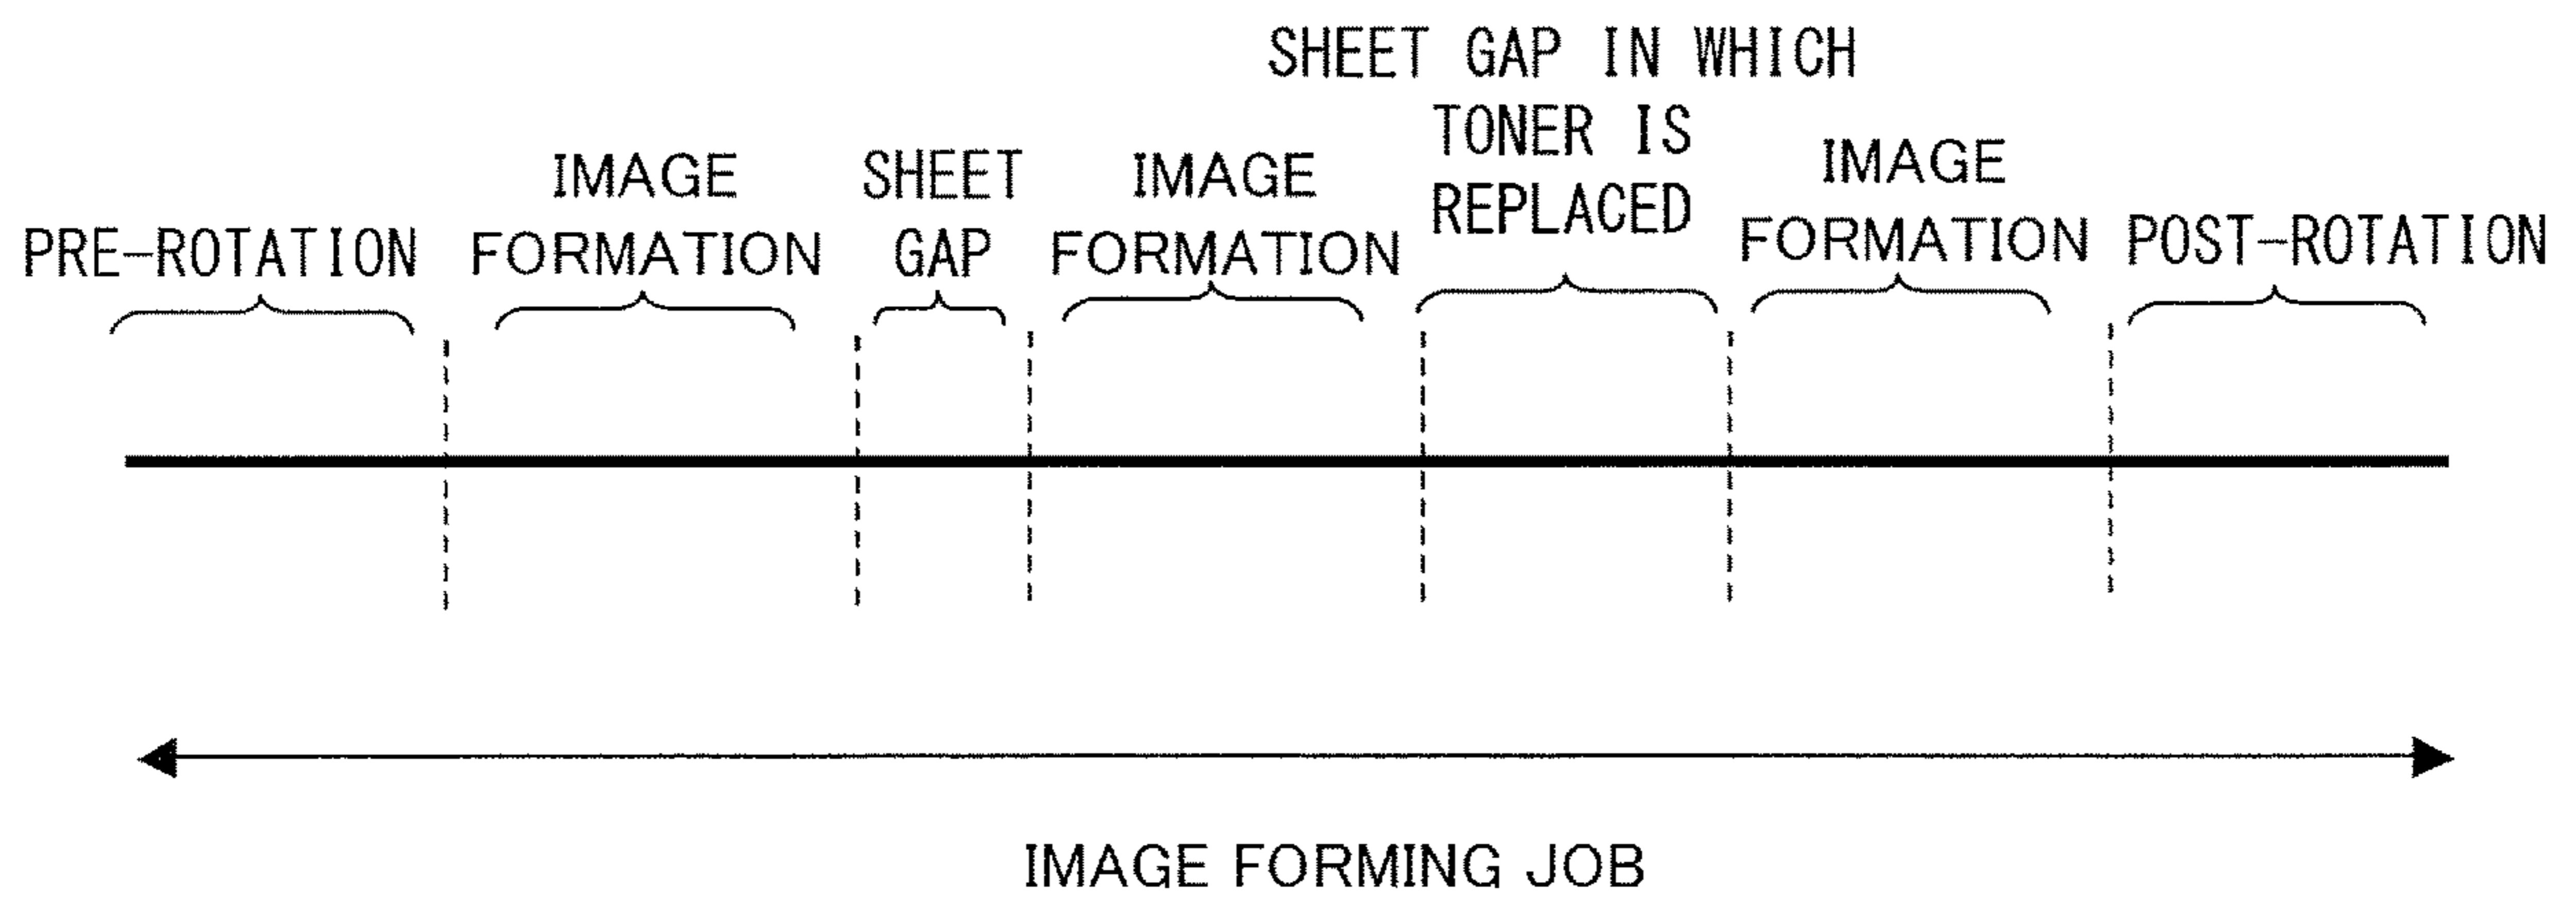 PRE-ROTATION
IMAGE
FORMATION
SHEET
GAP
IMAGE
FORMATION
SHEET GAP IN WHICH
TONER IS
REPLACED
IMAGE
FORMATION
POST-ROTATION
IMAGE FORMING JOB